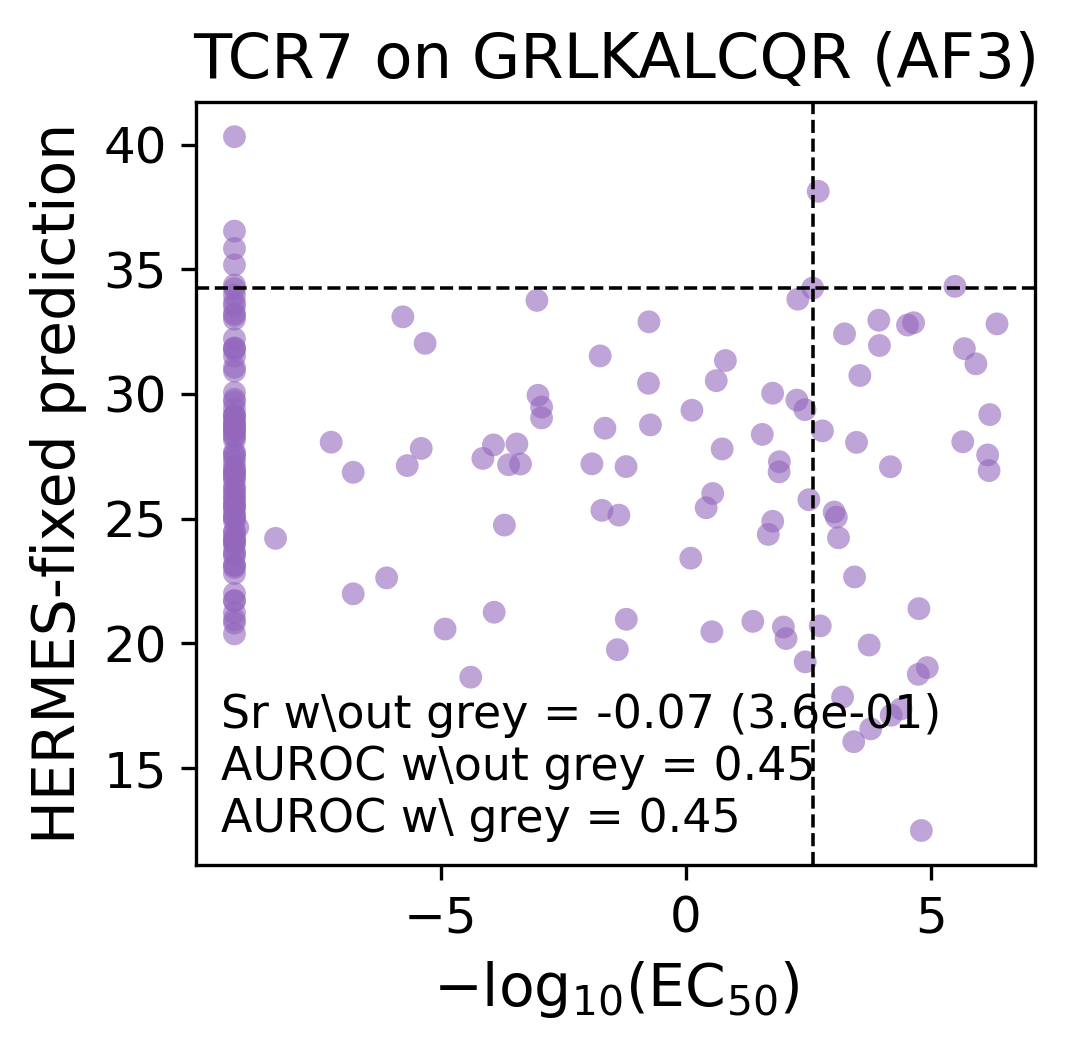 TCR7 on GRLKALCQR (AF3)
HERMES-fixed prediction
40
35
30
25
20
15
Sr w\out grey = -0.07 (3.6e-01)
AUROC w\out grey = 0.45
AUROC w\ grey = 0.45
−5 0 5
−log₁₀(EC₅₀)